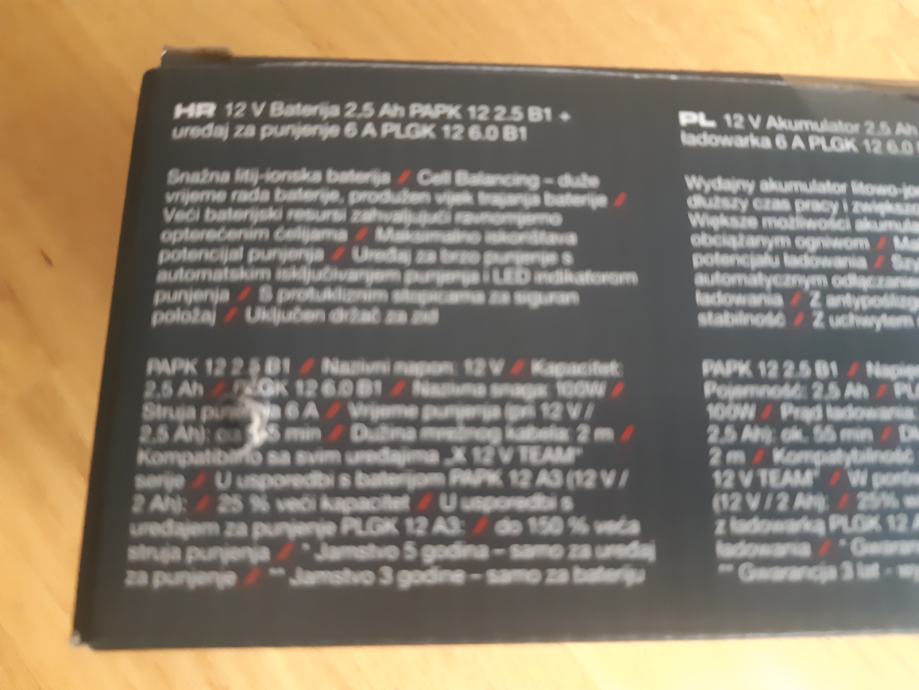 HR 12 V Baterija 2,5 Ah PAPK 12 2.5 B1 +
uređaj za punjenje 6 A PLGK 12 6.0 B1
Snažna litij-ionska baterija / Cell Balancing – duže
vrijeme rada baterije, produžen vijek trajanja baterije /
Veći baterijski resursi zahvaljujući ravnomjerno
opterećenim ćelijama / Maksimalno iskorištava
potencijal punjenja / Uređaj za brzo punjenje s
automatskim isključivanjem punjenja i LED indikatorom
punjenja / S protukliznim stopicama za siguran
položaj / Uključen držač za zid
PAPK 12 2.5 B1 / Nazivni napon: 12 V / Kapacitet:
2,5 Ah / PLGK 12 6.0 B1 / Nazivna snaga: 100W /
Struja 6 A / Vrijeme punjenja (pri 12 V /
2,5 Ah): min / Dužina mrežnog kabela: 2 m /
Kompatibilno sa svim uređajima „X 12 V TEAM“
serije / U usporedbi s baterijom PAPK 12 A3 (12 V /
2 Ah): / 25 % veći kapacitet / U usporedbi s
uređajem za punjenje PLGK 12 A3: / do 150 % veća
struja punjenja / * Jamstvo 5 godina – samo za uređaj
za punjenje / ** Jamstvo 3 godine – samo za bateriju
PL 12 V Akumulator 2,5 Ah
ładowarka 6 A PLGK 12 6.0
Wydajny akumulator
dłuższy czas pracy i
Większe możliwości
obciążanym ogniwom /
potencjału ładowania /
automatycznym
ładowania / Z
stabilność / Z uchwytem
PAPK 12 2.5 B1 /
Pojemność: 2,5 Ah /
100W / Prąd ładowania
2,5 Ah): ok. 55 min /
2 m / Kompatybilność
12 V TEAM“ / W
(12 V / 2 Ah): / 25%
z ładowarką PLGK 12
ładowania / *
** Gwarancja 3 lat -